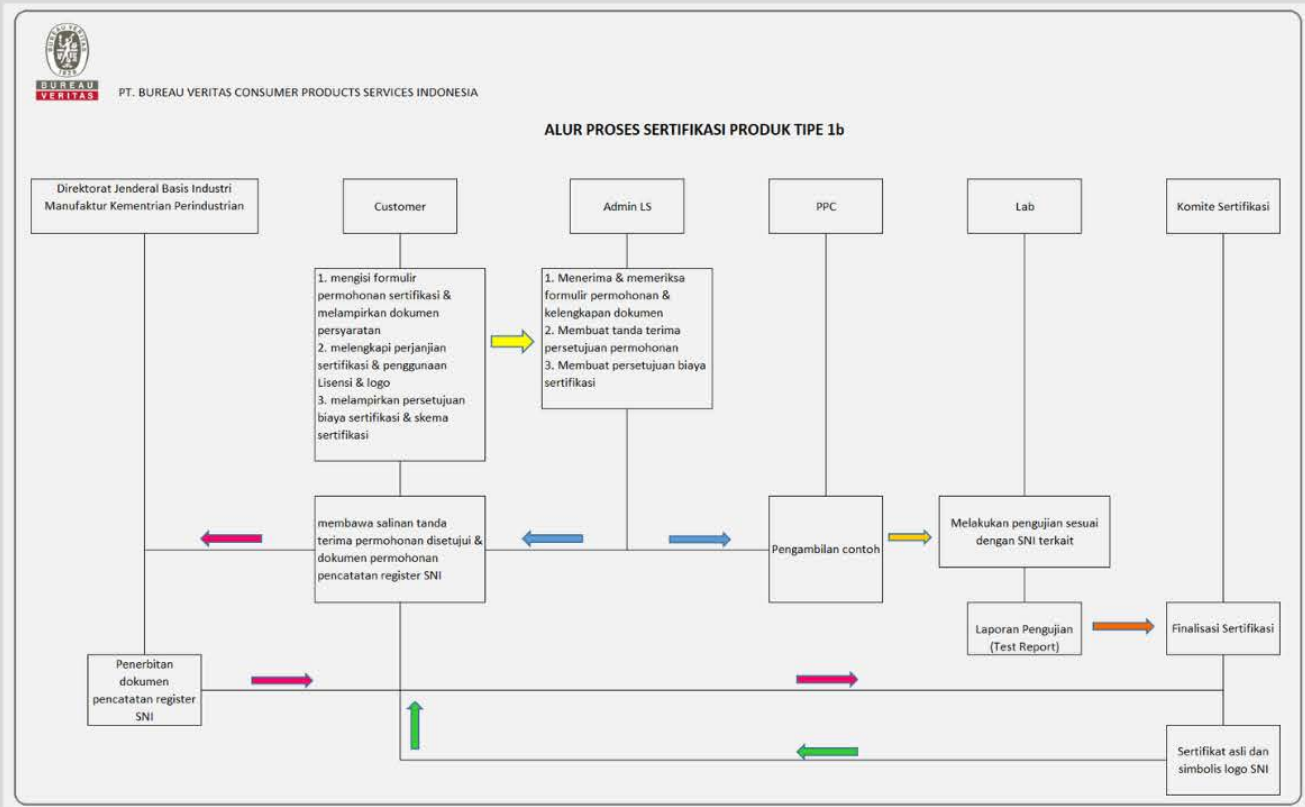 BUREAU VERITAS
1828
BUREAU
VERITAS
PT. BUREAU VERITAS CONSUMER PRODUCTS SERVICES INDONESIA
ALUR PROSES SERTIFIKASI PRODUK TIPE 1b
Direktorat Jenderal Basis Industri
Manufaktur Kementrian Perindustrian
Customer
Admin LS
PPC
Lab
Komite Sertifikasi
1. mengisi formulir
permohonan sertifikasi &
melampirkan dokumen
persyaratan
2. melengkapi perjanjian
sertifikasi & penggunaan
Lisensi & logo
3. melampirkan persetujuan
biaya sertifikasi & skema
sertifikasi
1. Menerima & memeriksa
formulir permohonan &
kelengkapan dokumen
2. Membuat tanda terima
persetujuan permohonan
3. Membuat persetujuan biaya
sertifikasi
membawa salinan tanda
terima permohonan disetujui &
dokumen permohonan
pencatatan register SNI
Pengambilan contoh
Melakukan pengujian sesuai
dengan SNI terkait
Laporan Pengujian
(Test Report)
Finalisasi Sertifikasi
Penerbitan
dokumen
pencatatan register
SNI
Sertifikat asli dan
simbolis logo SNI